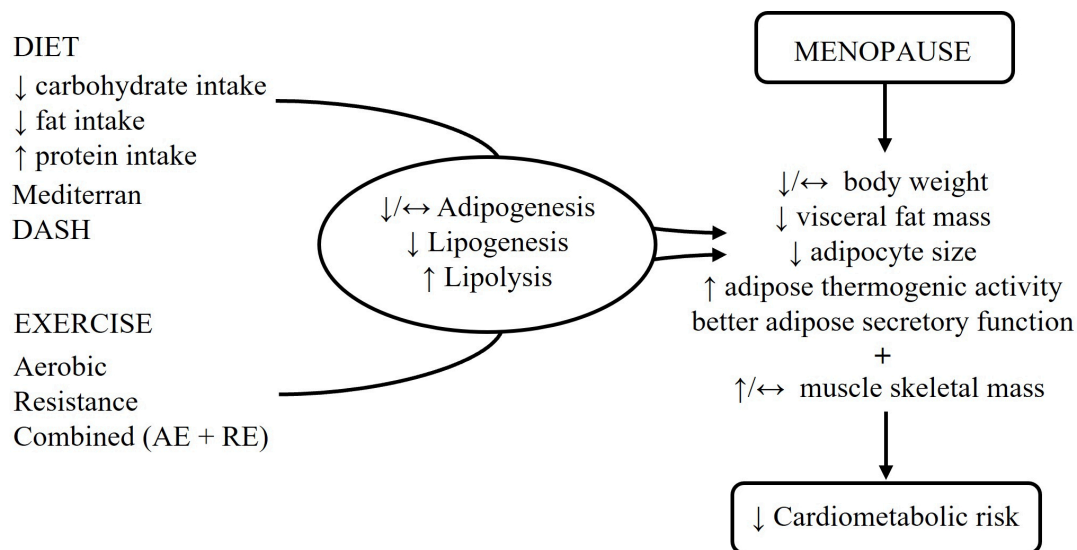 DIET
↓ carbohydrate intake
↓ fat intake
↑ protein intake
Mediterran
DASH
EXERCISE
Aerobic
Resistance
Combined (AE + RE)
↓/↔ Adipogenesis
↓ Lipogenesis
↑ Lipolysis
MENOPAUSE
↓/↔ body weight
↓ visceral fat mass
↓ adipocyte size
↑ adipose thermogenic activity
better adipose secretory function
+
↑/↔ muscle skeletal mass
↓ Cardiometabolic risk